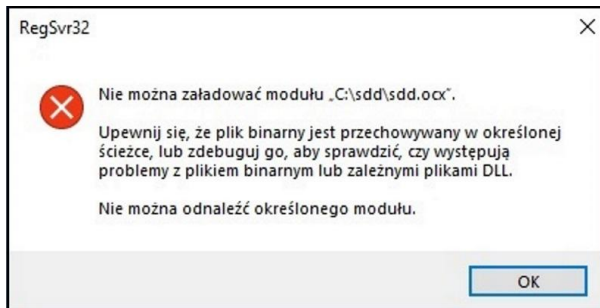 RegSvr32
Nie można załadować modułu „C:\sdd\sdd.ocx”.
Upewnij się, że plik binarny jest przechowywany w określonej
ścieżce, lub zdebuguj go, aby sprawdzić, czy występują
problemy z plikiem binarnym lub zależnymi plikami DLL.
Nie można odnaleźć określonego modułu.
OK